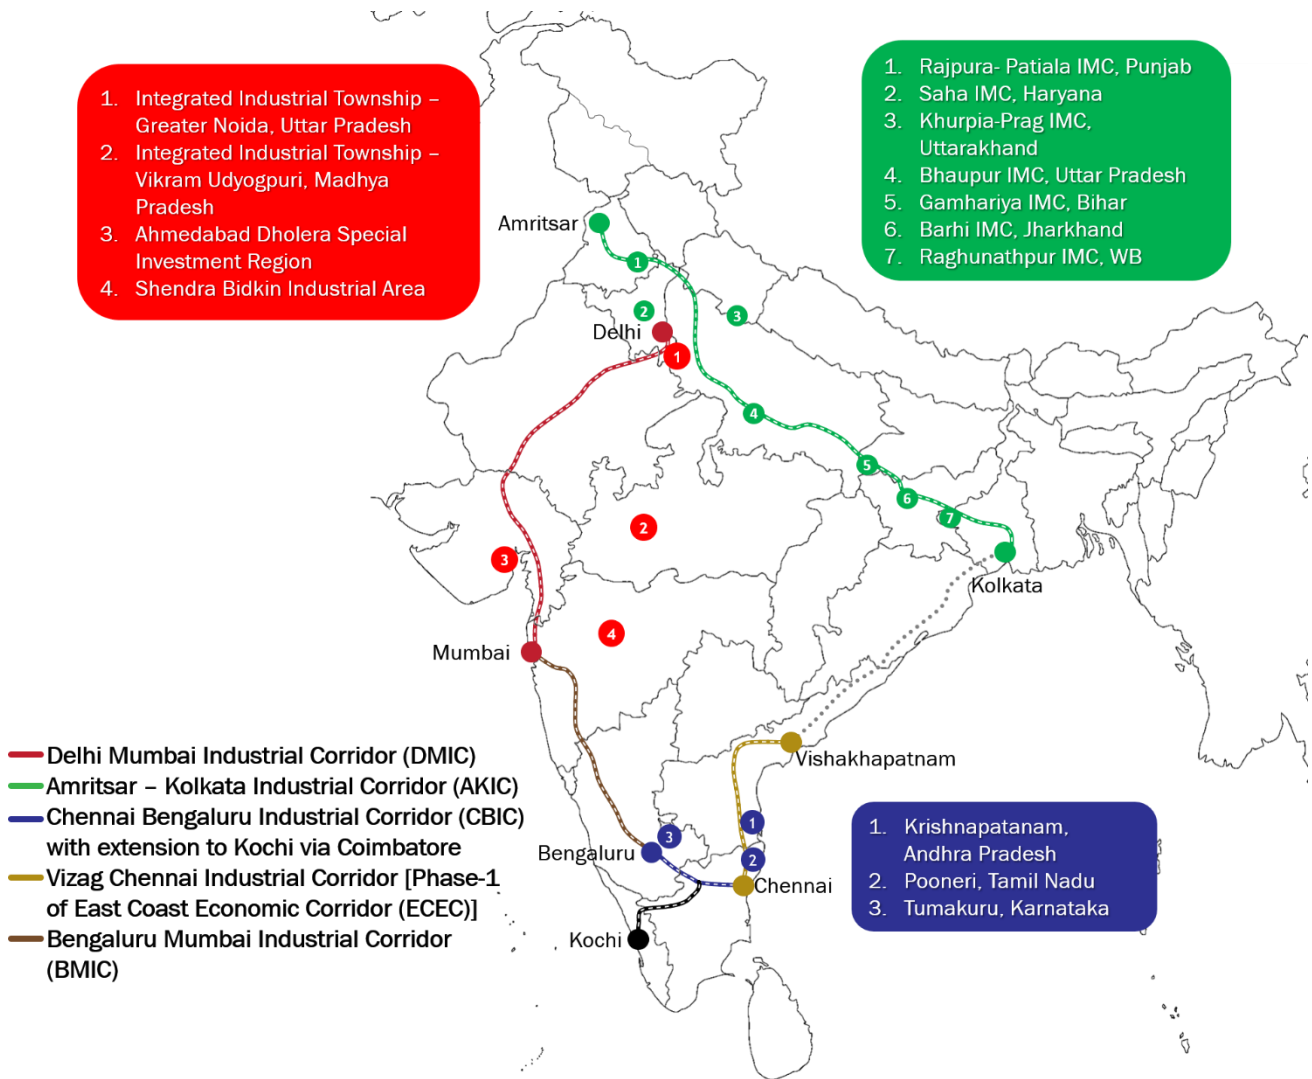 1. Integrated Industrial Township –
Greater Noida, Uttar Pradesh
2. Integrated Industrial Township –
Vikram Udyogpuri, Madhya
Pradesh
3. Ahmedabad Dholera Special
Investment Region
4. Shendra Bidkin Industrial Area
1. Rajpura- Patiala IMC, Punjab
2. Saha IMC, Haryana
3. Khurpia-Prag IMC,
Uttarakhand
4. Bhaupur IMC, Uttar Pradesh
5. Gamhariya IMC, Bihar
6. Barhi IMC, Jharkhand
7. Raghunathpur IMC, WB
Amritsar
1
2
3
Delhi
1
4
5
6
7
2
3
Kolkata
4
Mumbai
Vishakhapatnam
1
3
Bengaluru
2
Chennai
Kochi
Delhi Mumbai Industrial Corridor (DMIC)
Amritsar – Kolkata Industrial Corridor (AKIC)
Chennai Bengaluru Industrial Corridor (CBIC)
with extension to Kochi via Coimbatore
Vizag Chennai Industrial Corridor [Phase-1
of East Coast Economic Corridor (ECEC)]
Bengaluru Mumbai Industrial Corridor
(BMIC)
1. Krishnapatanam,
Andhra Pradesh
2. Pooneri, Tamil Nadu
3. Tumakuru, Karnataka